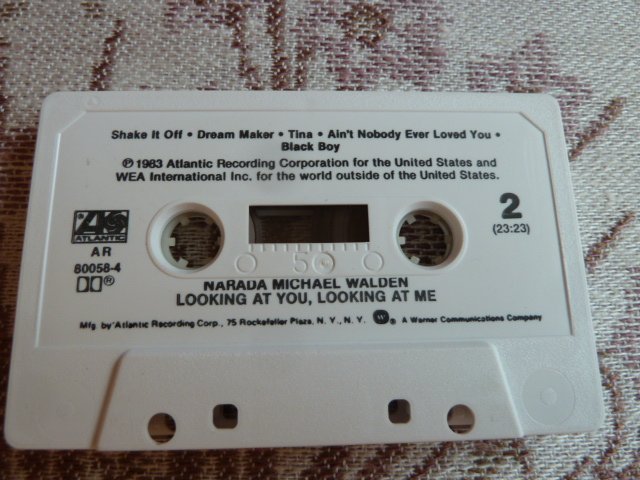 Shake It Off • Dream Maker • Tina • Ain't Nobody Ever Loved You •
Black Boy
℗ 1983 Atlantic Recording Corporation for the United States and
WEA International Inc. for the world outside of the United States.
ATLANTIC
AR
80058-4
2
(23:23)
50
NARADA MICHAEL WALDEN
LOOKING AT YOU, LOOKING AT ME
Mfg. by Atlantic Recording Corp., 75 Rockefeller Plaza, N. Y., N. Y. ® A Warner Communications Company